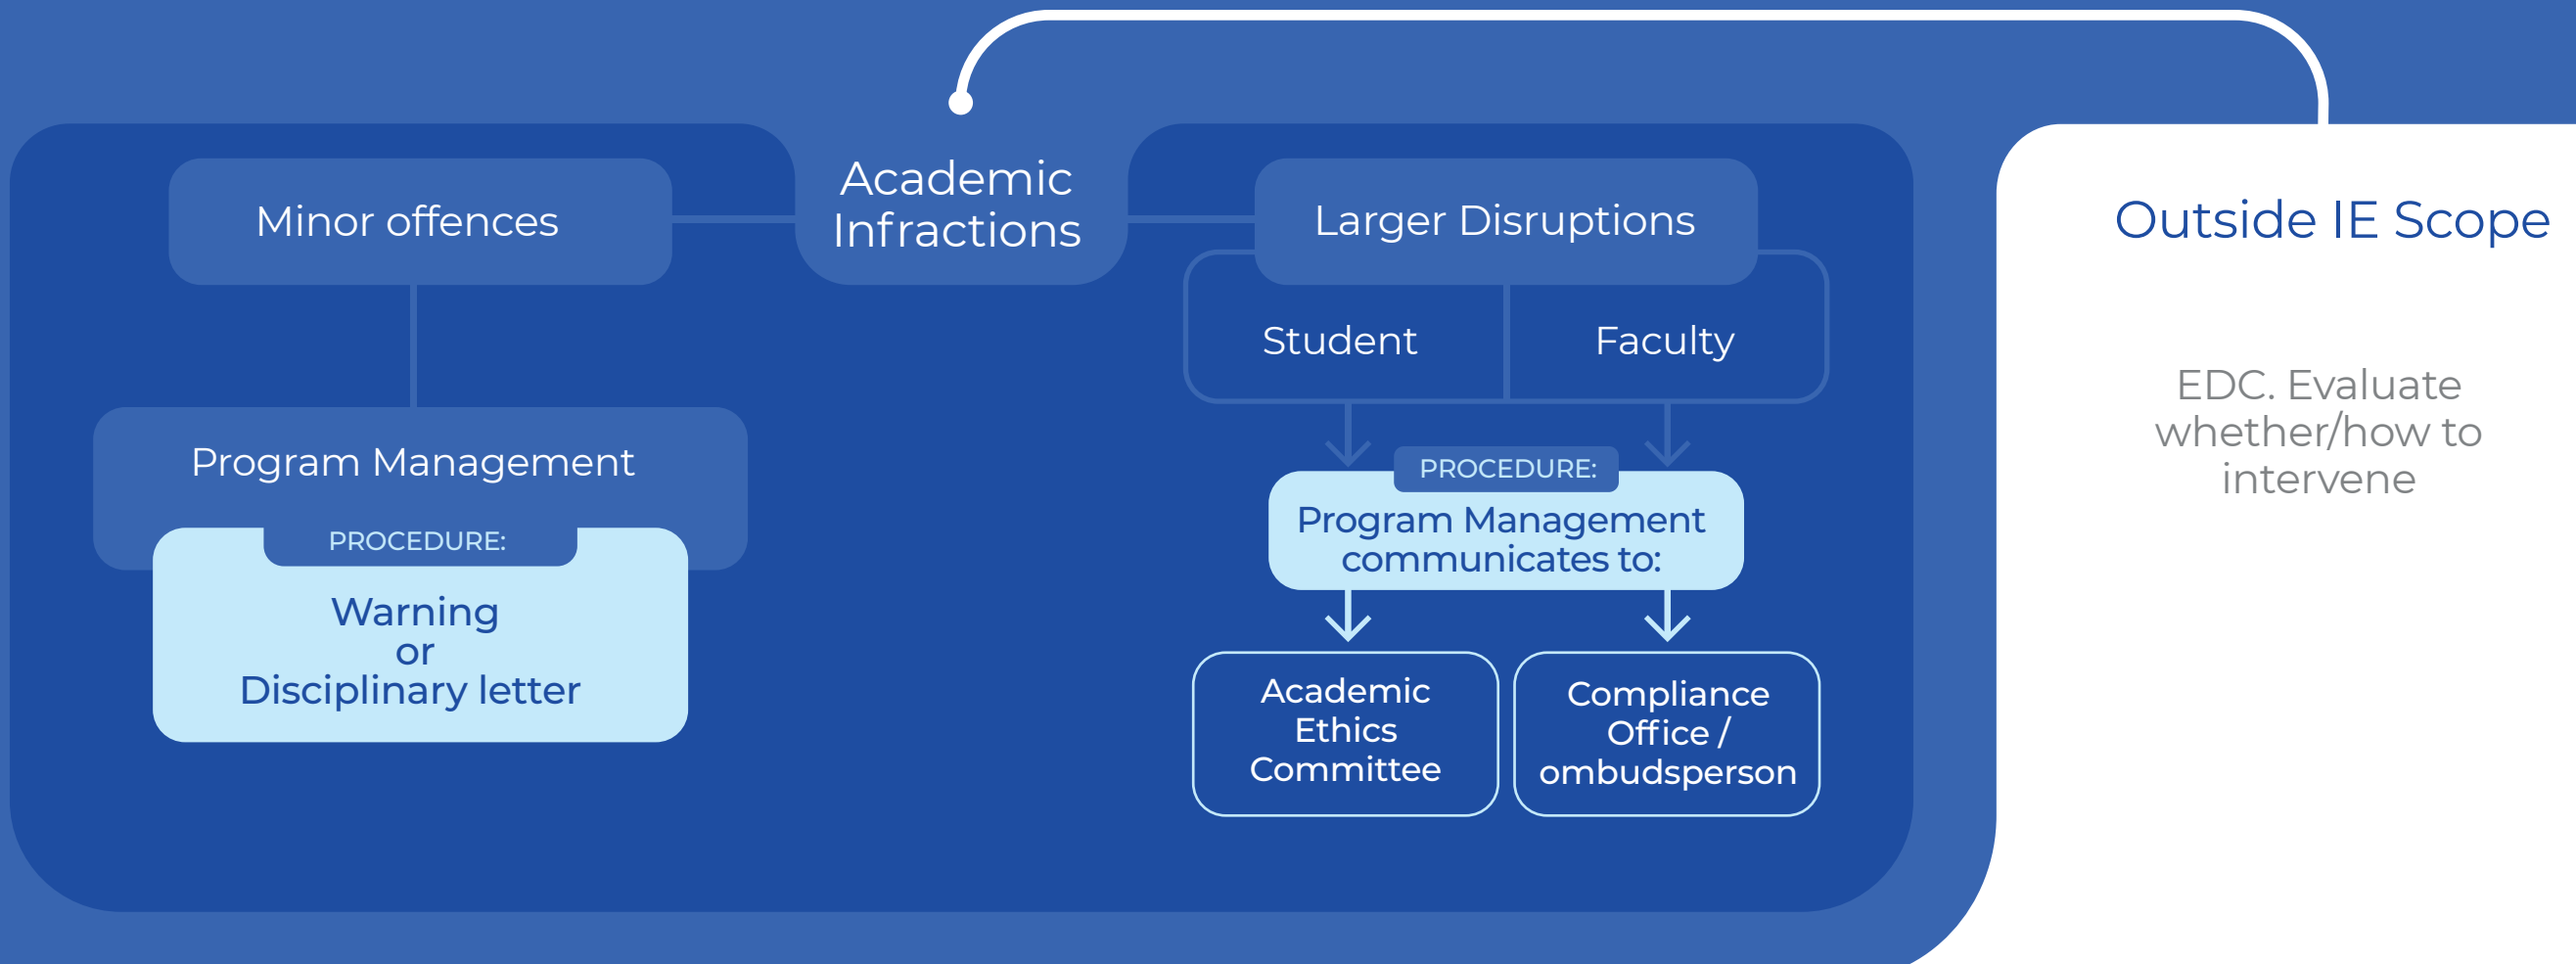 Academic
Infractions
Minor offences
Program Management
PROCEDURE:
Warning
or
Disciplinary letter
Larger Disruptions
Student
Faculty
PROCEDURE:
Program Management
communicates to:
Academic
Ethics
Committee
Compliance
Office /
ombudsperson
Outside IE Scope
EDC. Evaluate
whether/how to
intervene